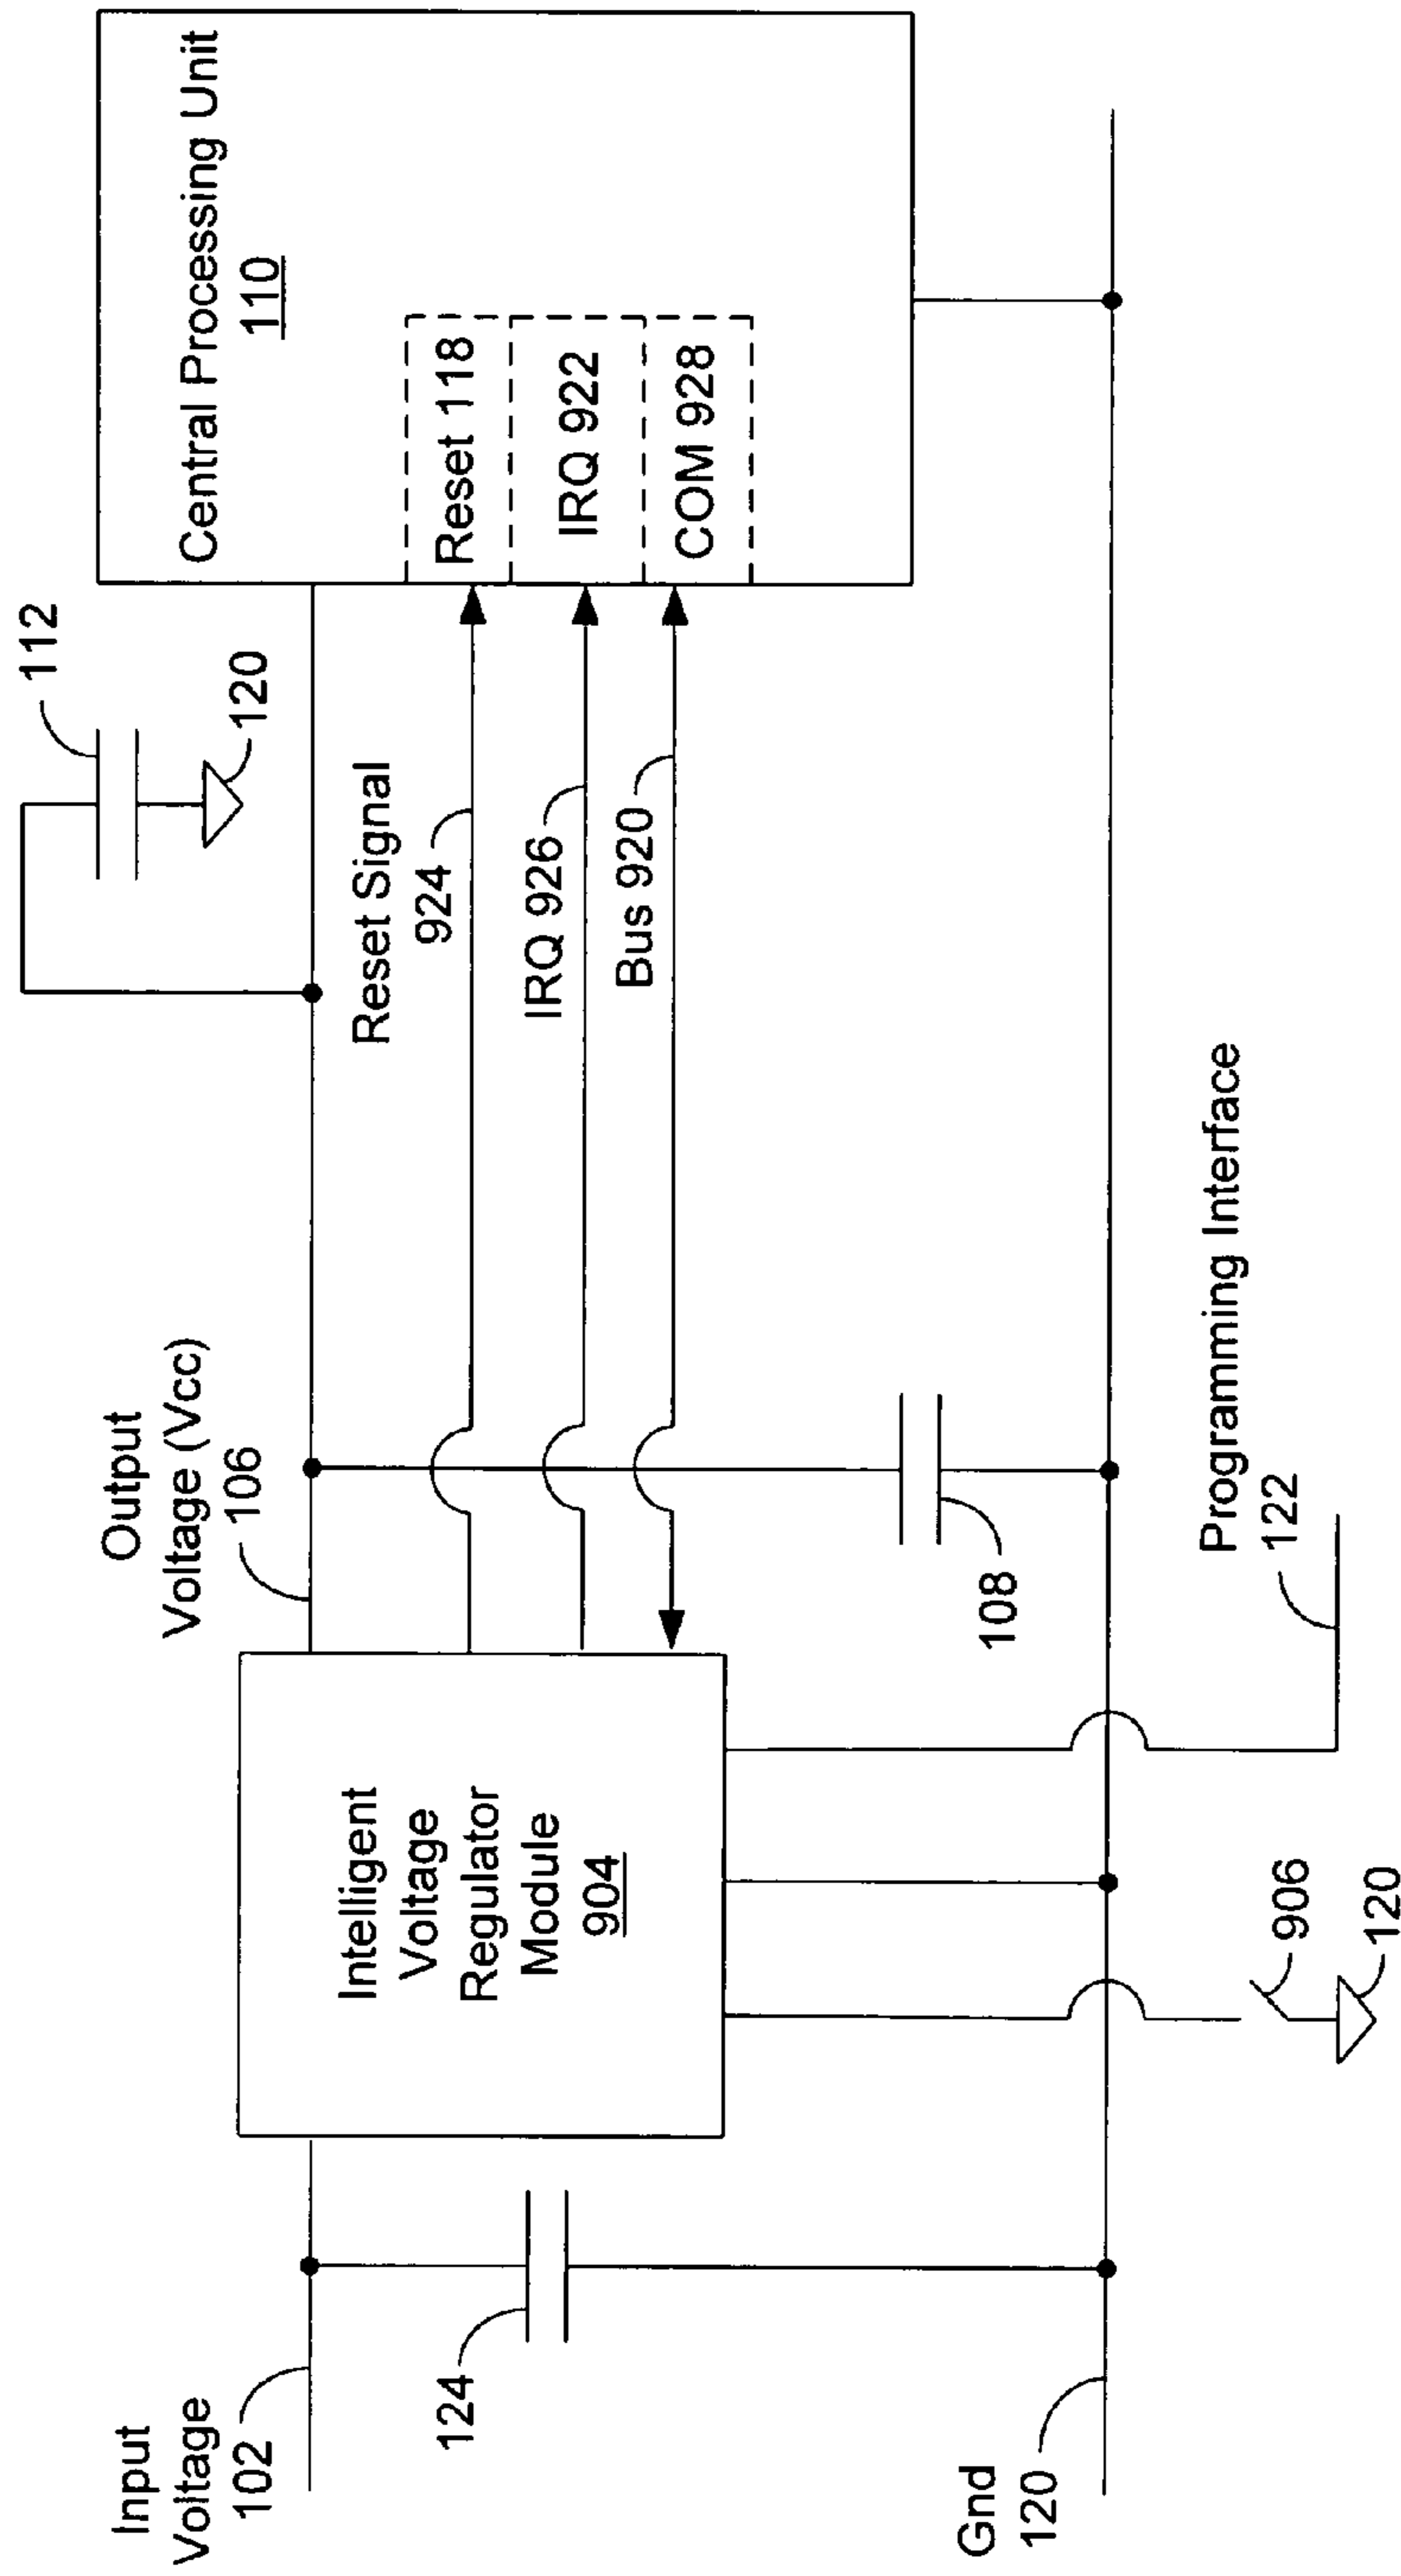 Input
Voltage
102
124
Gnd
120
Intelligent
Voltage
Regulator
Module
904
906
120
Output
Voltage (Vcc)
106
108
Programming Interface
122
Reset Signal
924
IRQ 926
Bus 920
112
120
Central Processing Unit
110
Reset 118
IRQ 922
COM 928